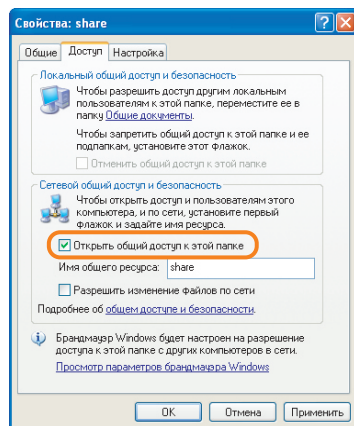 Свойства: share
Общие Доступ Настройка
Локальный общий доступ и безопасность
Чтобы разрешить доступ другим локальным
пользователям к этой папке, переместите ее в
папку Общие документы.
Чтобы запретить общий доступ к этой папке и ее
подпапкам, установите этот флажок.
Отменить общий доступ к этой папке
Сетевой общий доступ и безопасность
Чтобы открыть доступ и пользователям этого
компьютера, и по сети, установите первый
флажок и задайте имя ресурса.
Открыть общий доступ к этой папке
Имя общего ресурса: share
Разрешить изменение файлов по сети
Подробнее об общем доступе и безопасности.
Брандмауэр Windows будет настроен на разрешение
доступа к этой папке с других компьютеров в сети.
Просмотр параметров брандмауэра Windows
OK Отмена Применить